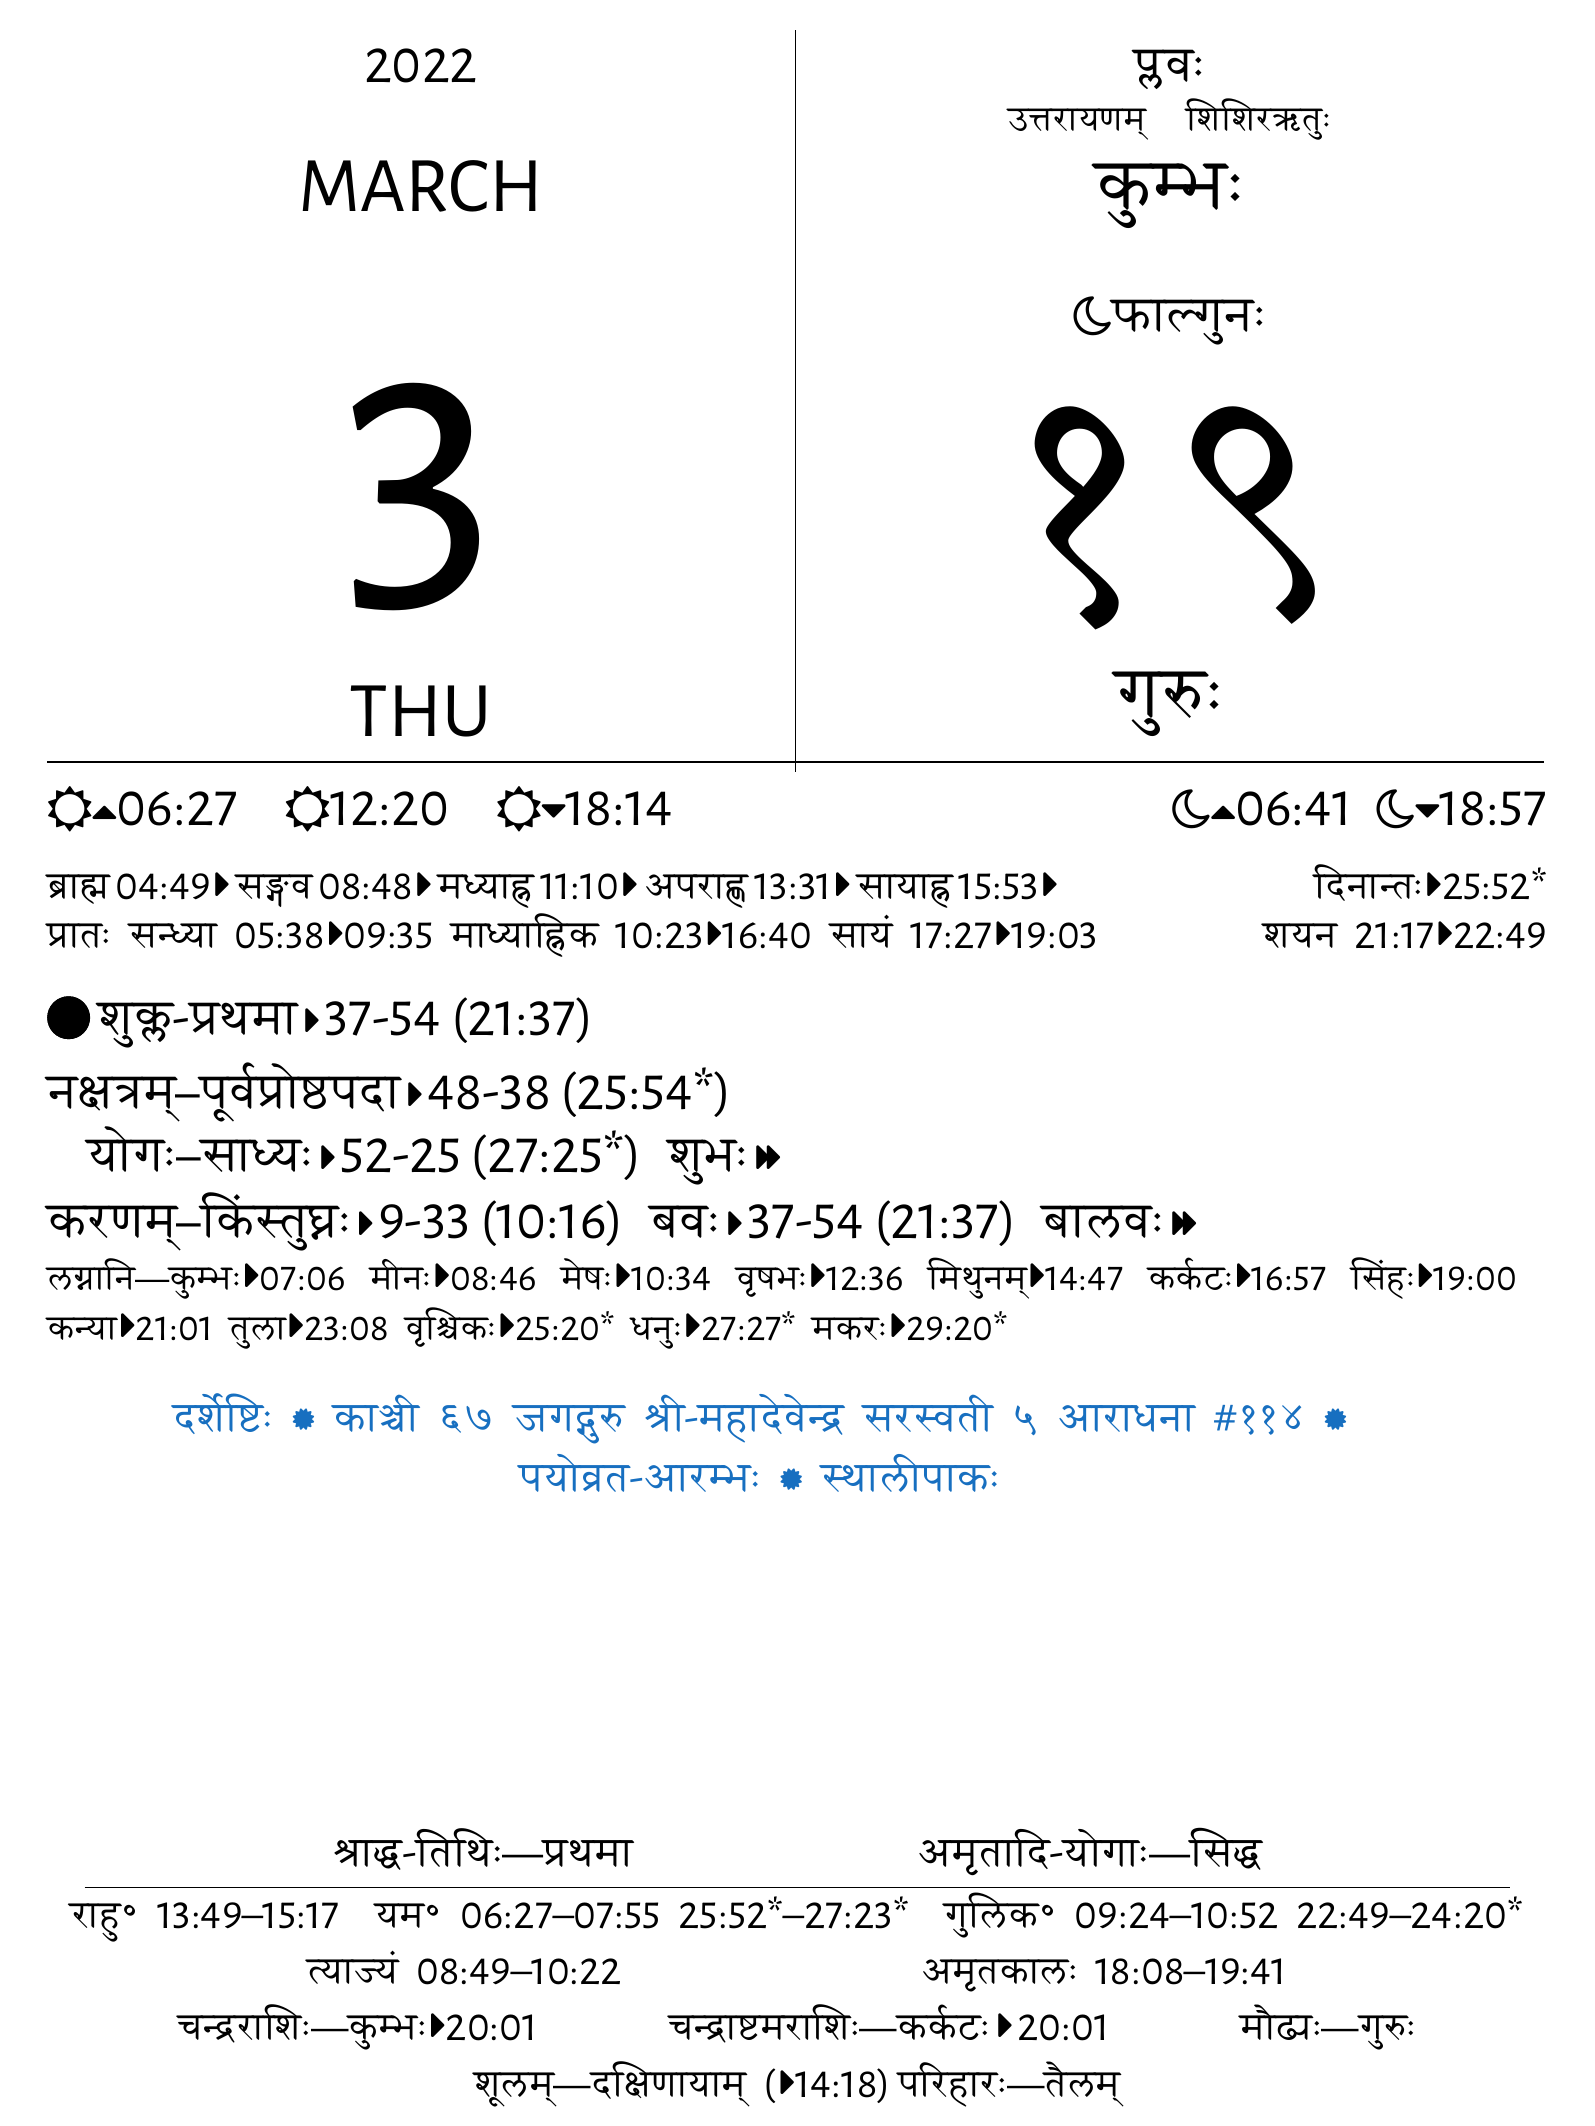 2022
MARCH
3
THU
प्लवः
उत्तरायणम् शिशिरऋतुः
कुम्भः
फाल्गुनः
१९
गुरुः
06:27 12:20 18:14 06:41 18:57
ब्राह्म 04:49 सङ्गव 08:48 मध्याह्न 11:10 अपराह्ण 13:31 सायाह्न 15:53 दिनान्तः 25:52*
प्रातः सन्ध्या 05:38 09:35 माध्याह्निक 10:23 16:40 सायं 17:27 19:03 शयन 21:17 22:49
शुक्ल-प्रथमा 37-54 (21:37)
नक्षत्रम्–पूर्वप्रोष्ठपदा 48-38 (25:54*)
योगः–साध्यः 52-25 (27:25*) शुभः
करणम्–किंस्तुघ्नः 9-33 (10:16) बवः 37-54 (21:37) बालवः
लग्नानि—कुम्भः 07:06 मीनः 08:46 मेषः 10:34 वृषभः 12:36 मिथुनम् 14:47 कर्कटः 16:57 सिंहः 19:00
कन्या 21:01 तुला 23:08 वृश्चिकः 25:20* धनुः 27:27* मकरः 29:20*
दर्शेष्टिः काञ्ची ६७ जगद्गुरु श्री-महादेवेन्द्र सरस्वती ५ आराधना #११४
पयोव्रत-आरम्भः स्थालीपाकः
श्राद्ध-तिथिः—प्रथमा अमृतादि-योगाः—सिद्ध
राहु॰ 13:49–15:17 यम॰ 06:27–07:55 25:52*–27:23* गुलिक॰ 09:24–10:52 22:49–24:20*
त्याज्यं 08:49–10:22 अमृतकालः 18:08–19:41
चन्द्रराशिः—कुम्भः 20:01 चन्द्राष्टमराशिः—कर्कटः 20:01 मौढ्यः—गुरुः
शूलम्—दक्षिणायाम् (14:18) परिहारः—तैलम्